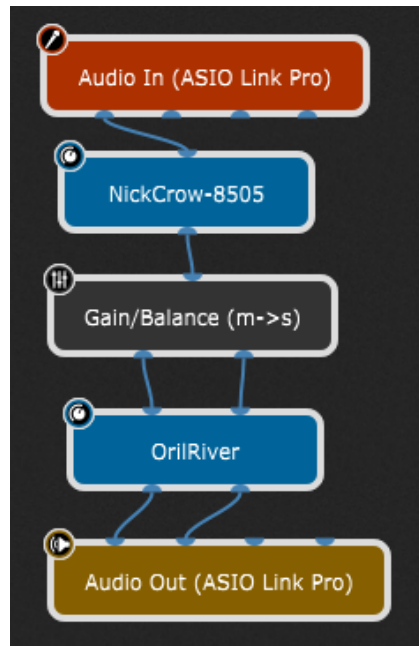 Audio In (ASIO Link Pro)
NickCrow-8505
Gain/Balance (m->s)
OrilRiver
Audio Out (ASIO Link Pro)